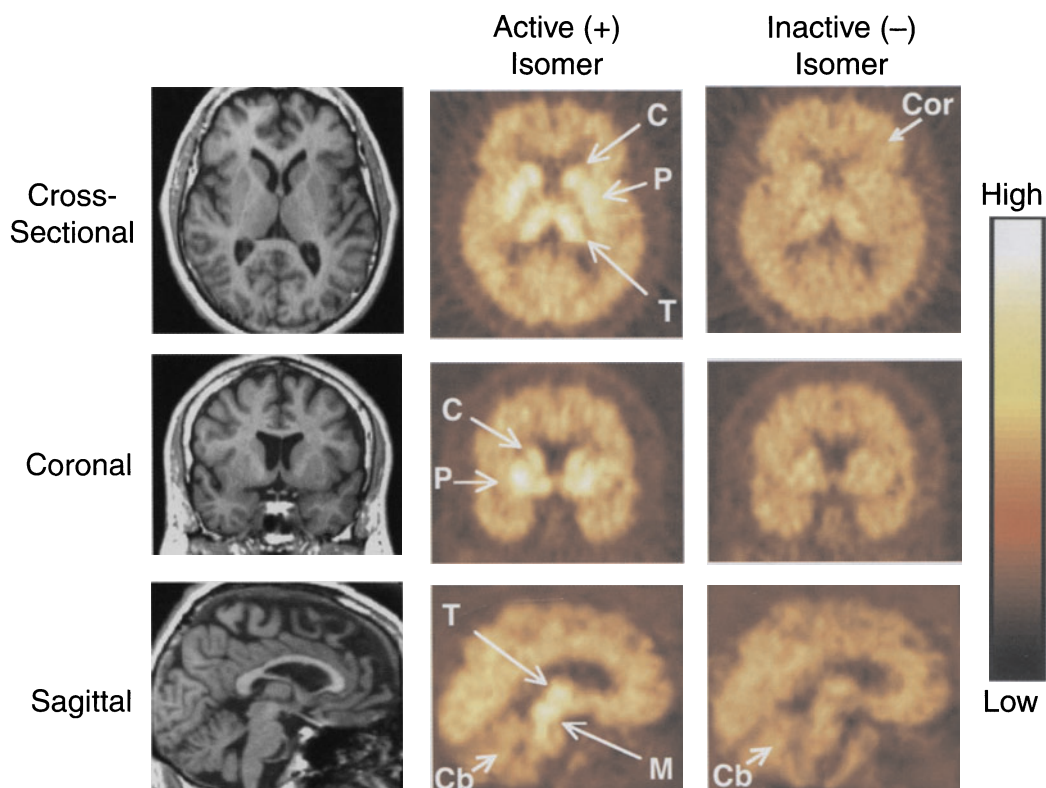 Active (+)
Isomer
Inactive (–)
Isomer
Cross-
Sectional
C
P
T
Cor
High
Coronal
C
P
Sagittal
T
Cb
M
Cb
Low